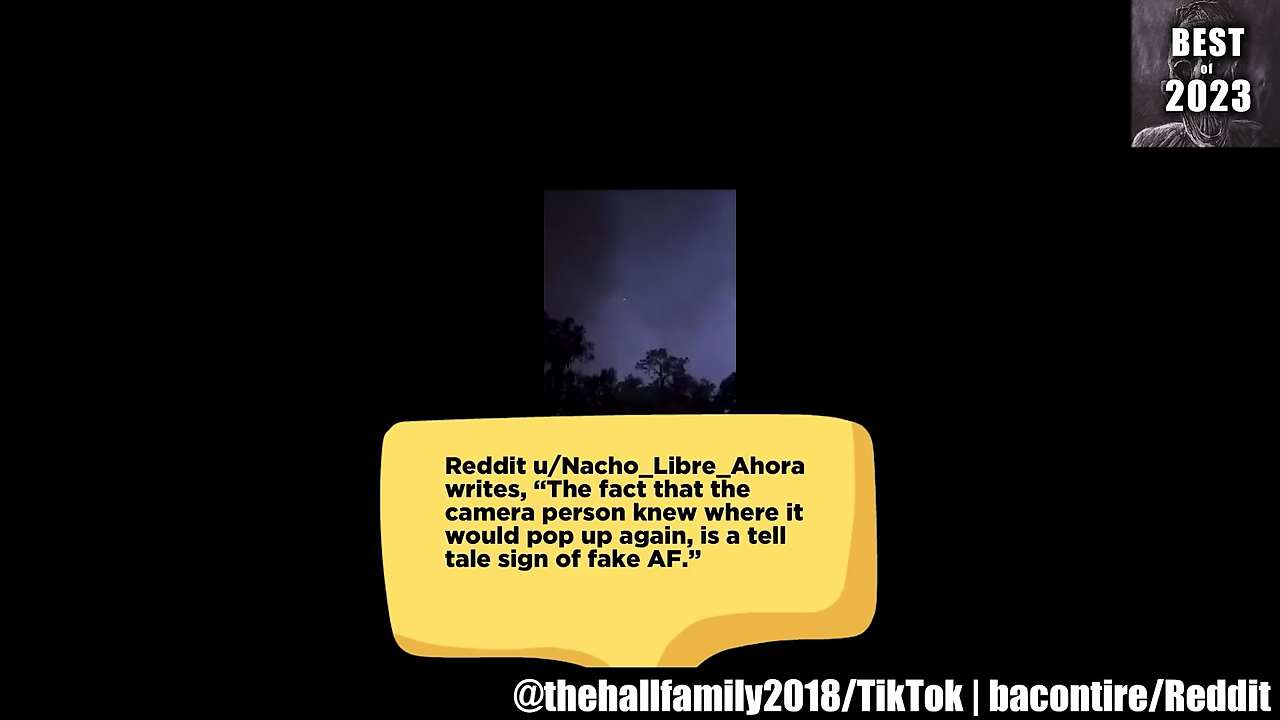 BEST
of
2023
Reddit u/Nacho_Libre_Ahora
writes, “The fact that the
camera person knew where it
would pop up again, is a tell
tale sign of fake AF.”
@thehallfamily2018/TikTok | bacontire/Reddit